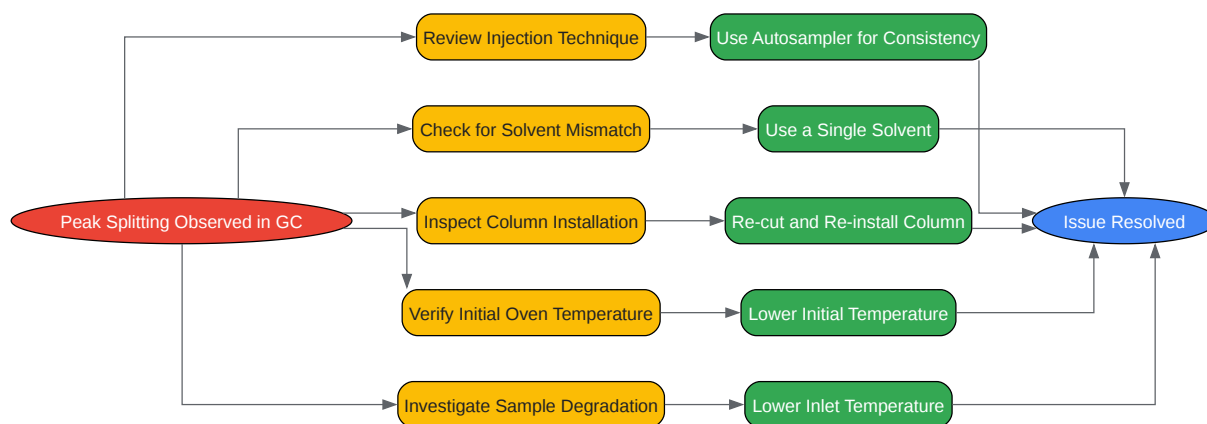 Review Injection Technique
Use Autosampler for Consistency
Check for Solvent Mismatch
Use a Single Solvent
Peak Splitting Observed in GC
Inspect Column Installation
Re-cut and Re-install Column
Issue Resolved
Verify Initial Oven Temperature
Lower Initial Temperature
Investigate Sample Degradation
Lower Inlet Temperature